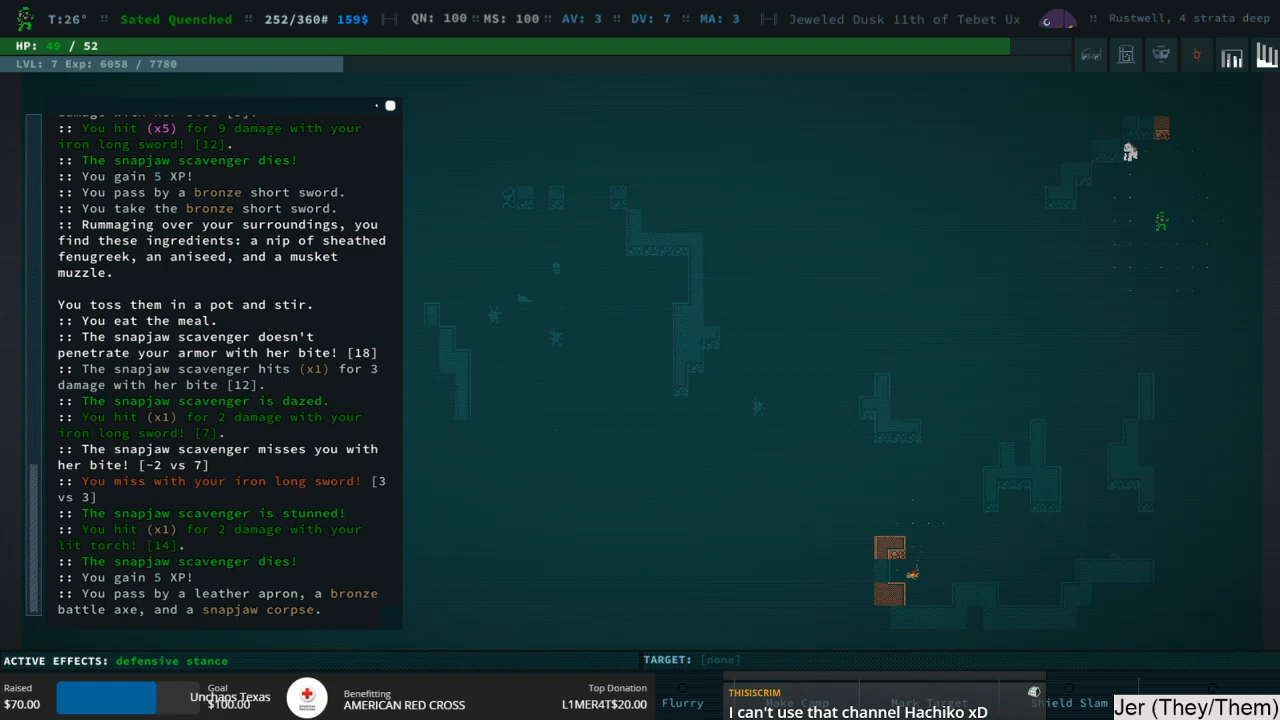 T:26° :: Sated Quenched :: 252/360# 159$ QN: 100 :: MS: 100 :: AV: 3 :: DV: 7 :: MA: 3 Jeweled Dusk 11th of Tebet Ux :: Rustwell, 4 strata deep
HP: 49 / 52
LVL: 7 Exp: 6058 / 7780
:: You hit (x5) for 9 damage with your
iron long sword! [12].
:: The snapjaw scavenger dies!
:: You gain 5 XP!
:: You pass by a bronze short sword.
:: You take the bronze short sword.
:: Rummaging over your surroundings, you
find these ingredients: a nip of sheathed
fenugreek, an aniseed, and a musket
muzzle.
You toss them in a pot and stir.
:: You eat the meal.
:: The snapjaw scavenger doesn't
penetrate your armor with her bite! [18]
:: The snapjaw scavenger hits (x1) for 3
damage with her bite [12].
:: The snapjaw scavenger is dazed.
:: You hit (x1) for 2 damage with your
iron long sword! [7].
:: The snapjaw scavenger misses you with
her bite! [-2 vs 7]
:: You miss with your iron long sword! [3
vs 3]
:: The snapjaw scavenger is stunned!
:: You hit (x1) for 2 damage with your
lit torch! [14].
:: The snapjaw scavenger dies!
:: You gain 5 XP!
:: You pass by a leather apron, a bronze
battle axe, and a snapjaw corpse.
ACTIVE EFFECTS: defensive stance
TARGET: [none]
Raised
$70.00
Goal
$100.00
Unchaos Texas
Benefitting
AMERICAN RED CROSS
Top Donation
L1MER4T$20.00
Flurry
Make Camp
Mark Target
Shield Slam
THISISCRIM
I can't use that channel Hachiko xD
Jer (They/Them)